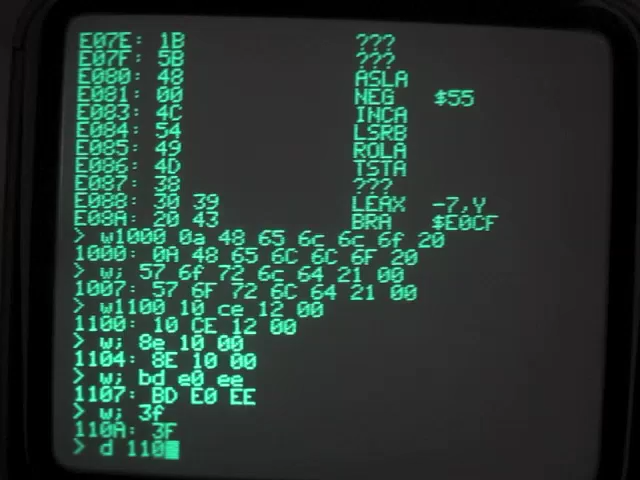 E07E: 1B ???
E07F: 5B ???
E080: 48 ASLA
E081: 00 NEG $55
E083: 4C INCA
E084: 54 LSRB
E085: 49 ROLA
E086: 4D TSTA
E087: 38 ???
E088: 30 39 LEAX -7,Y
E08A: 20 43 BRA $E0CF
> w1000 0a 48 65 6c 6c 6f 20
1000: 0A 48 65 6C 6C 6F 20
> w; 57 6f 72 6c 64 21 00
1007: 57 6F 72 6C 64 21 00
> w1100 10 ce 12 00
1100: 10 CE 12 00
> w; 8e 10 00
1104: 8E 10 00
> w; bd e0 ee
1107: BD E0 EE
> w; 3f
110A: 3F
> d 110